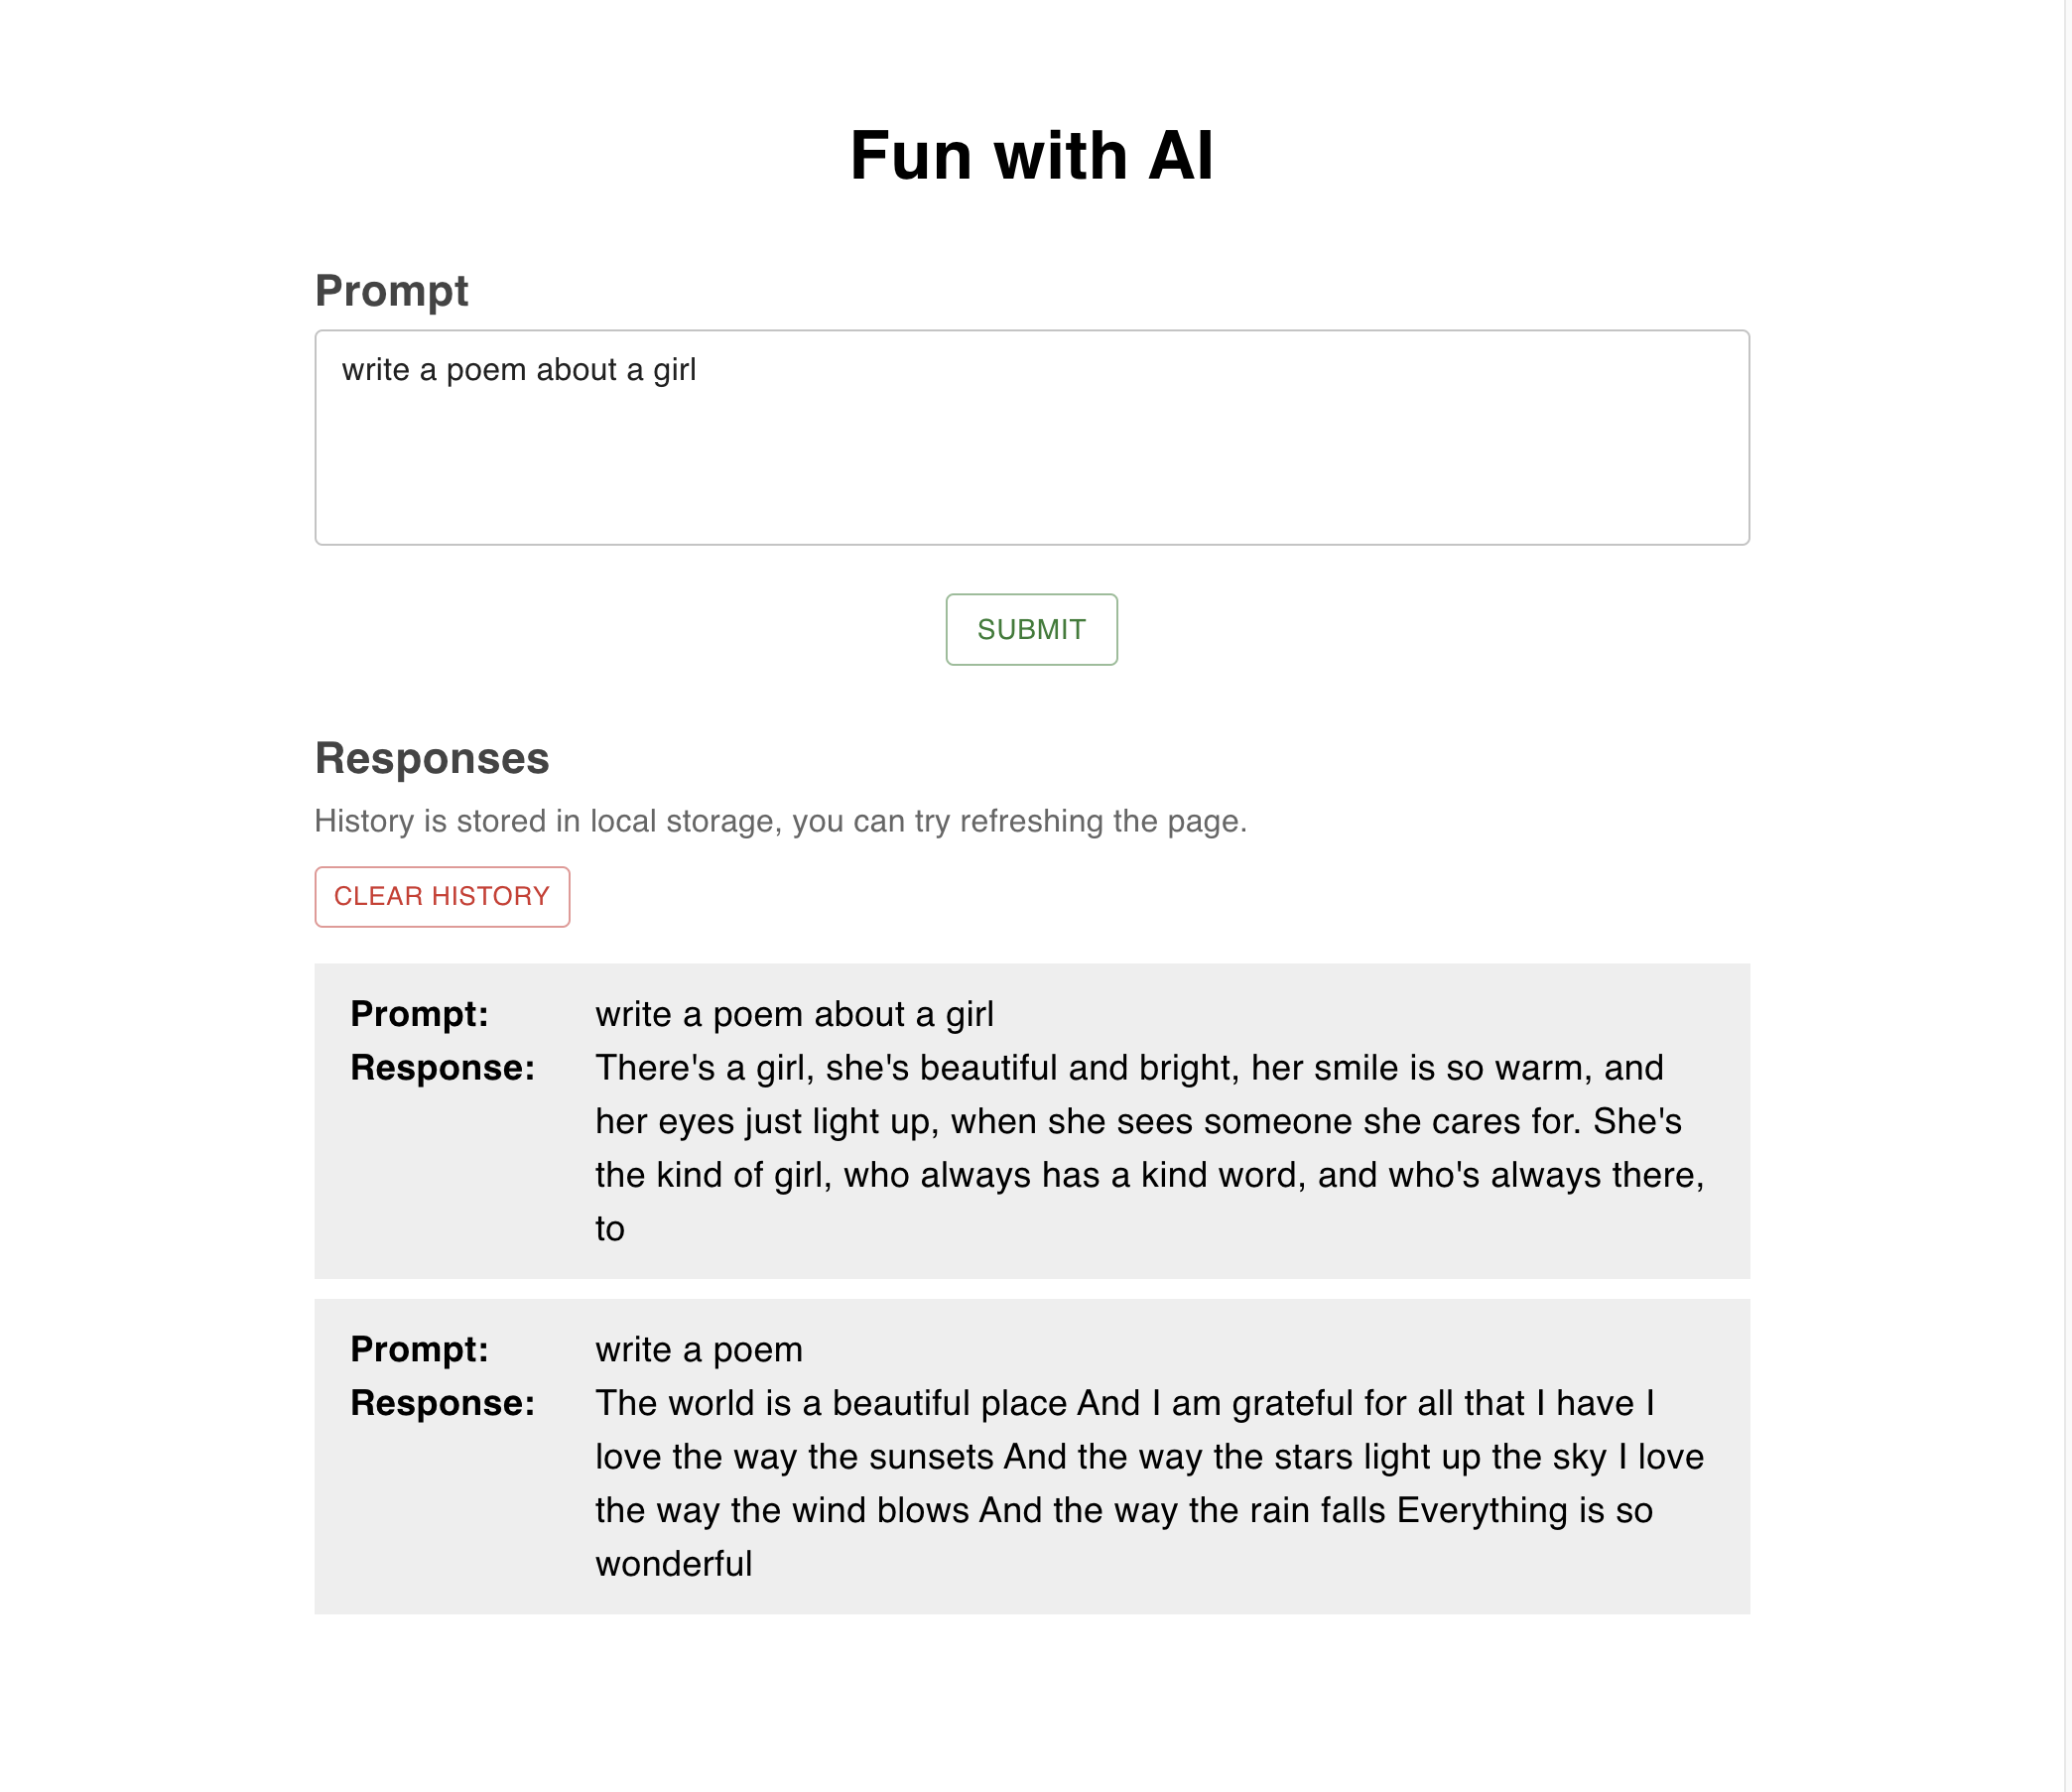 Fun with AI
Prompt
write a poem about a girl
SUBMIT
Responses
History is stored in local storage, you can try refreshing the page.
CLEAR HISTORY
Prompt: write a poem about a girl
Response: There's a girl, she's beautiful and bright, her smile is so warm, and
her eyes just light up, when she sees someone she cares for. She's
the kind of girl, who always has a kind word, and who's always there,
to
Prompt: write a poem
Response: The world is a beautiful place And I am grateful for all that I have I
love the way the sunsets And the way the stars light up the sky I love
the way the wind blows And the way the rain falls Everything is so
wonderful